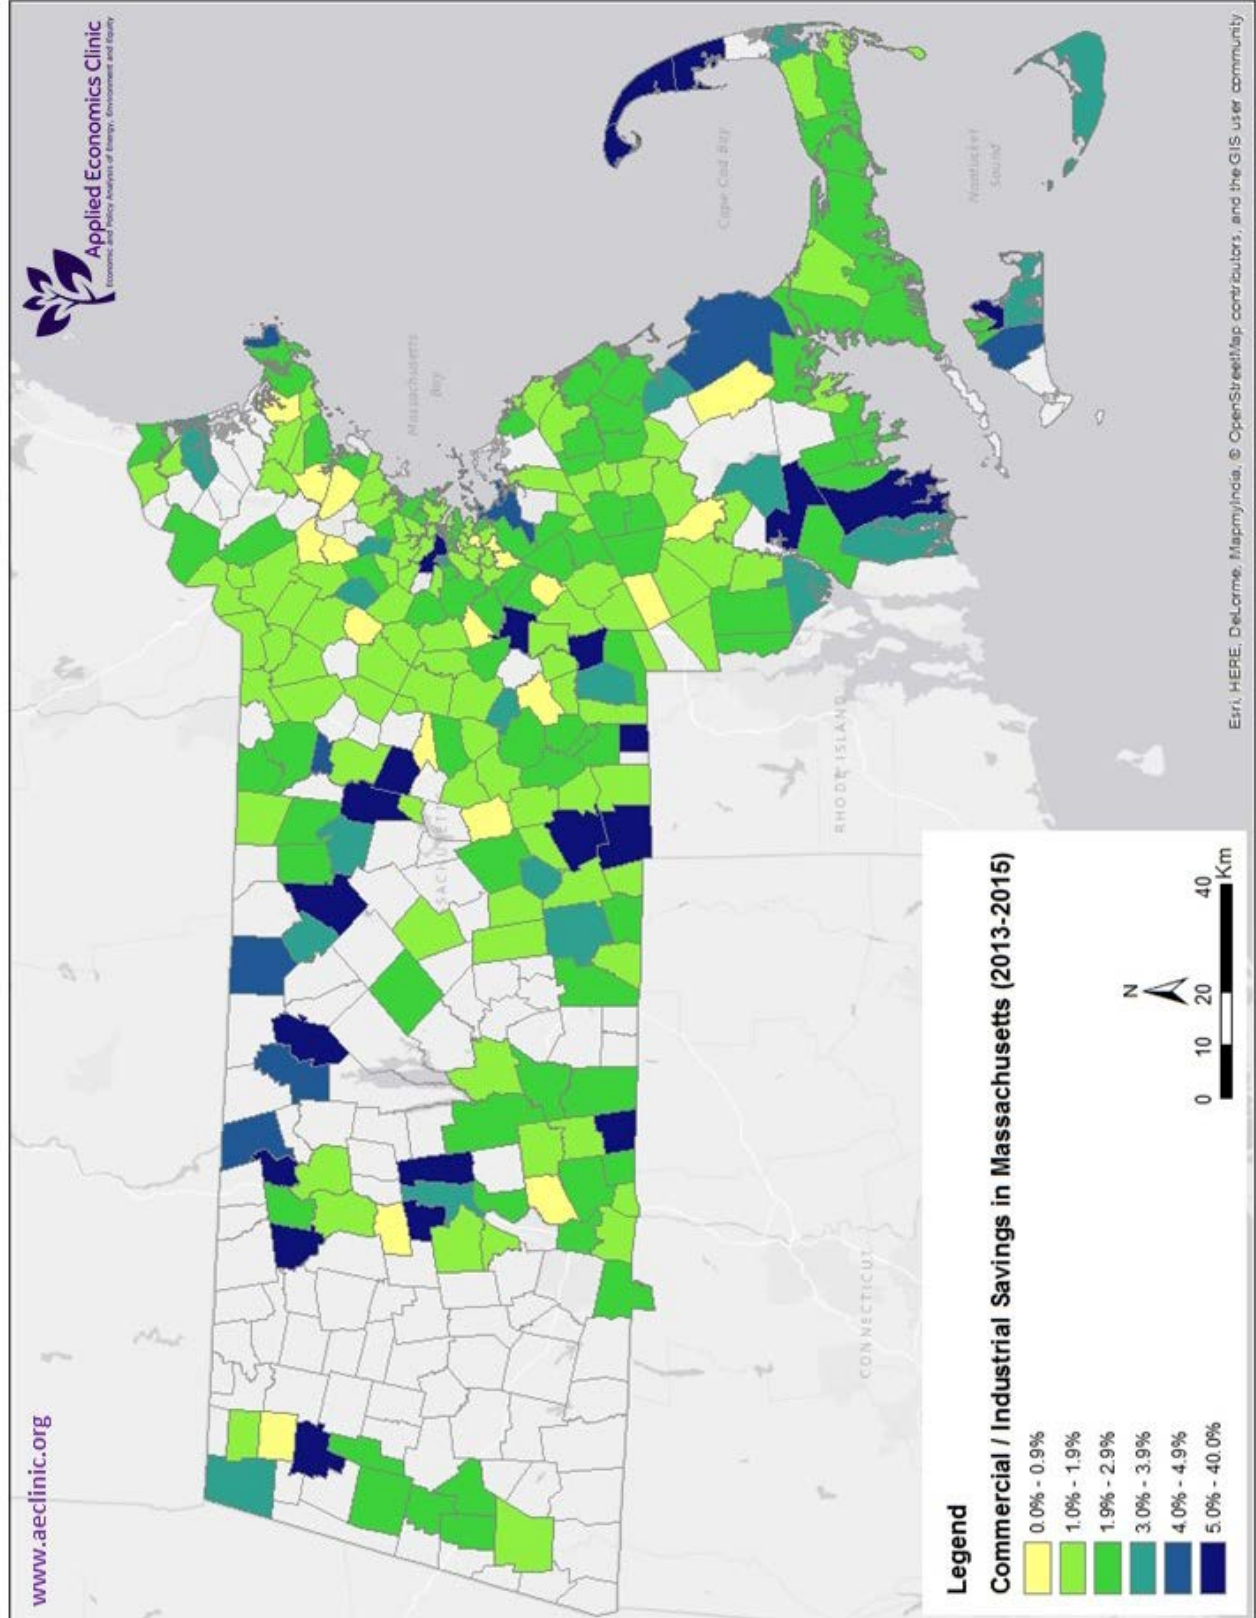 www.aeclinic.org
Applied Economics Clinic
Economic and Policy Analysis of Energy, Environment and Equity
Massachusetts
Bay
Cape Cod Bay
Nantucket
Sound
SACHUSETT
RHODE ISLAND
CONNECTICUT
Legend
Commercial / Industrial Savings in Massachusetts (2013-2015)
0.0% - 0.9%
1.0% - 1.9%
1.9% - 2.9%
3.0% - 3.9%
4.0% - 4.9%
5.0% - 40.0%
N
0 10 20 40
Km
Esri, HERE, DeLorme, MapmyIndia, © OpenStreetMap contributors, and the GIS user community